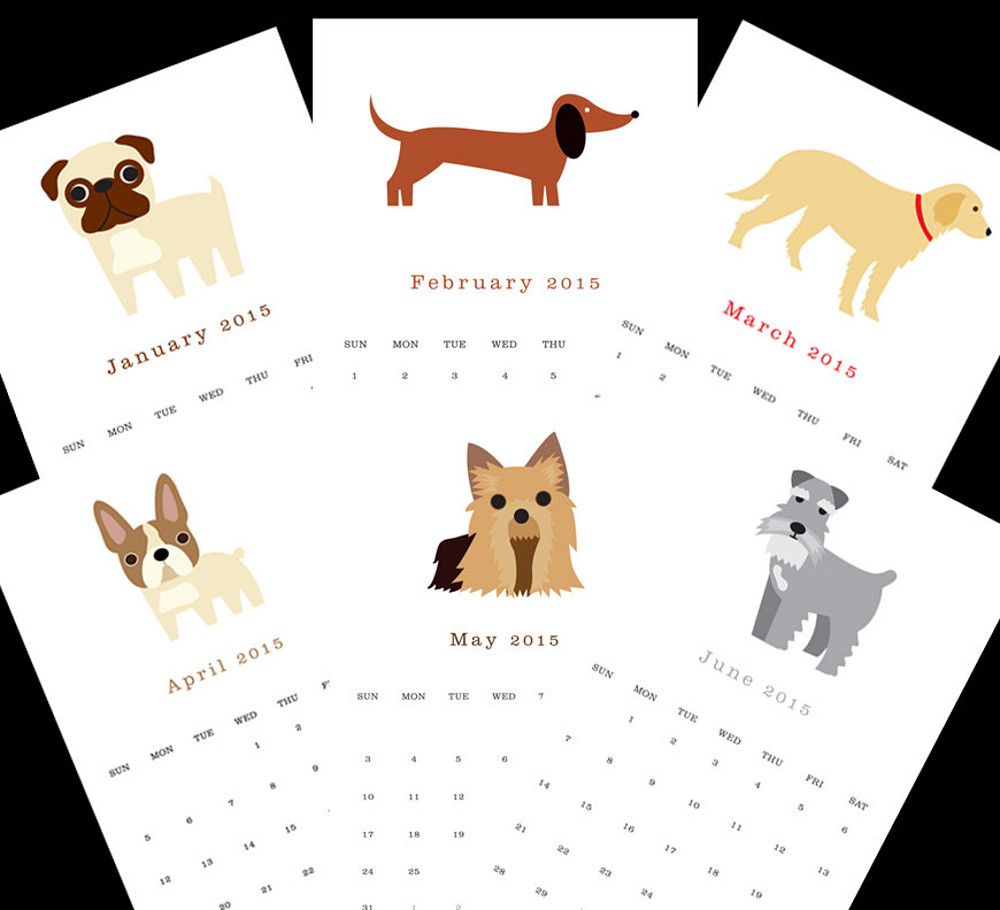 January 2015
SUN MON TUE WED THU FRI
February 2015
SUN MON TUE WED THU
1 2 3 4 5
March 2015
SUN MON TUE WED THU FRI SAT
1 2
April 2015
SUN MON TUE WED THU
1 2
5 6 7 8 9
12 13 14 15
20 21 22
May 2015
SUN MON TUE WED
3 4 5 6
10 11 12
17 18 19
24 25
31 1 2
June 2015
SUN MON TUE WED THU FRI SAT
1 2 3 4 5 6
7 8 9 10 11 12 13
14 15 16 17 18 19
21 22 23 24
28 29